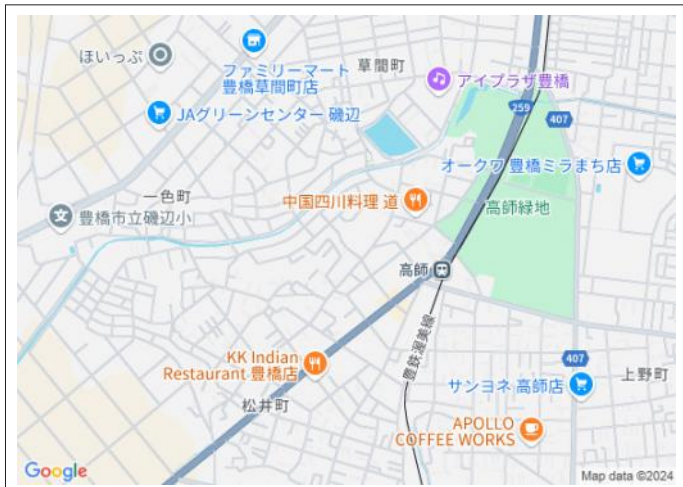 ほいっぷ
ファミリーマート
豊橋草間町店
草間町
アイプラザ豊橋
JAグリーンセンター 磯辺
259
407
オークワ 豊橋ミラまち店
一色町
豊橋市立磯辺小
中国四川料理 道
高師緑地
高師
豊鉄渥美線
KK Indian
Restaurant 豊橋店
407
上野町
サンヨネ 高師店
松井町
APOLLO
COFFEE WORKS
Google
Map data ©2024